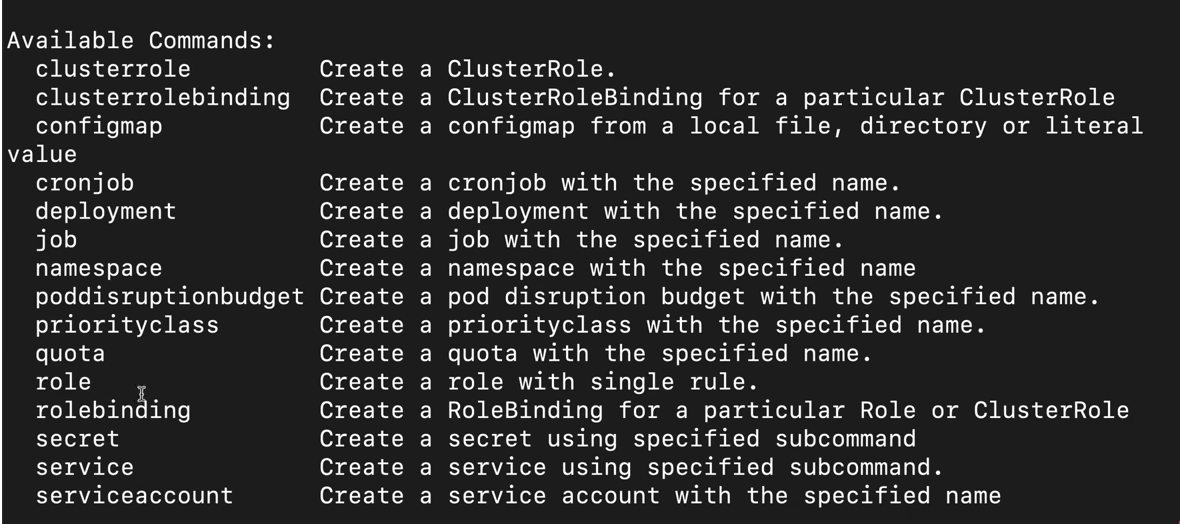 Available Commands:
  clusterrole         Create a ClusterRole.
  clusterrolebinding  Create a ClusterRoleBinding for a particular ClusterRole
  configmap           Create a configmap from a local file, directory or literal
value
  cronjob             Create a cronjob with the specified name.
  deployment          Create a deployment with the specified name.
  job                 Create a job with the specified name.
  namespace           Create a namespace with the specified name
  poddisruptionbudget Create a pod disruption budget with the specified name.
  priorityclass       Create a priorityclass with the specified name.
  quota               Create a quota with the specified name.
  role                Create a role with single rule.
  rolebinding         Create a RoleBinding for a particular Role or ClusterRole
  secret              Create a secret using specified subcommand
  service             Create a service using specified subcommand.
  serviceaccount      Create a service account with the specified name